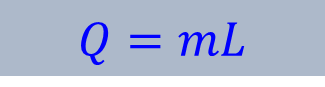 Q = mL